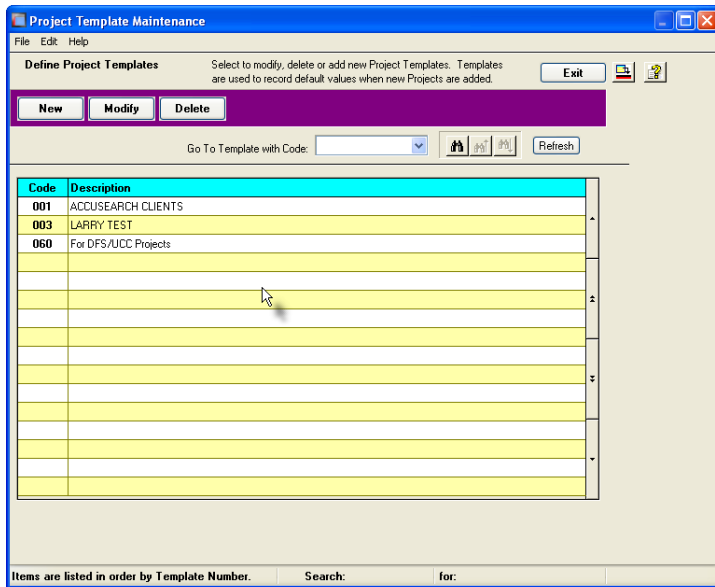 Project Template Maintenance
File Edit Help
Define Project Templates
Select to modify, delete or add new Project Templates. Templates
are used to record default values when new Projects are added.
Exit
New Modify Delete
Go To Template with Code:
Refresh
Code Description
001 ACCUSEARCH CLIENTS
003 LARRY TEST
060 For DFS/UCC Projects
Items are listed in order by Template Number. Search: for: